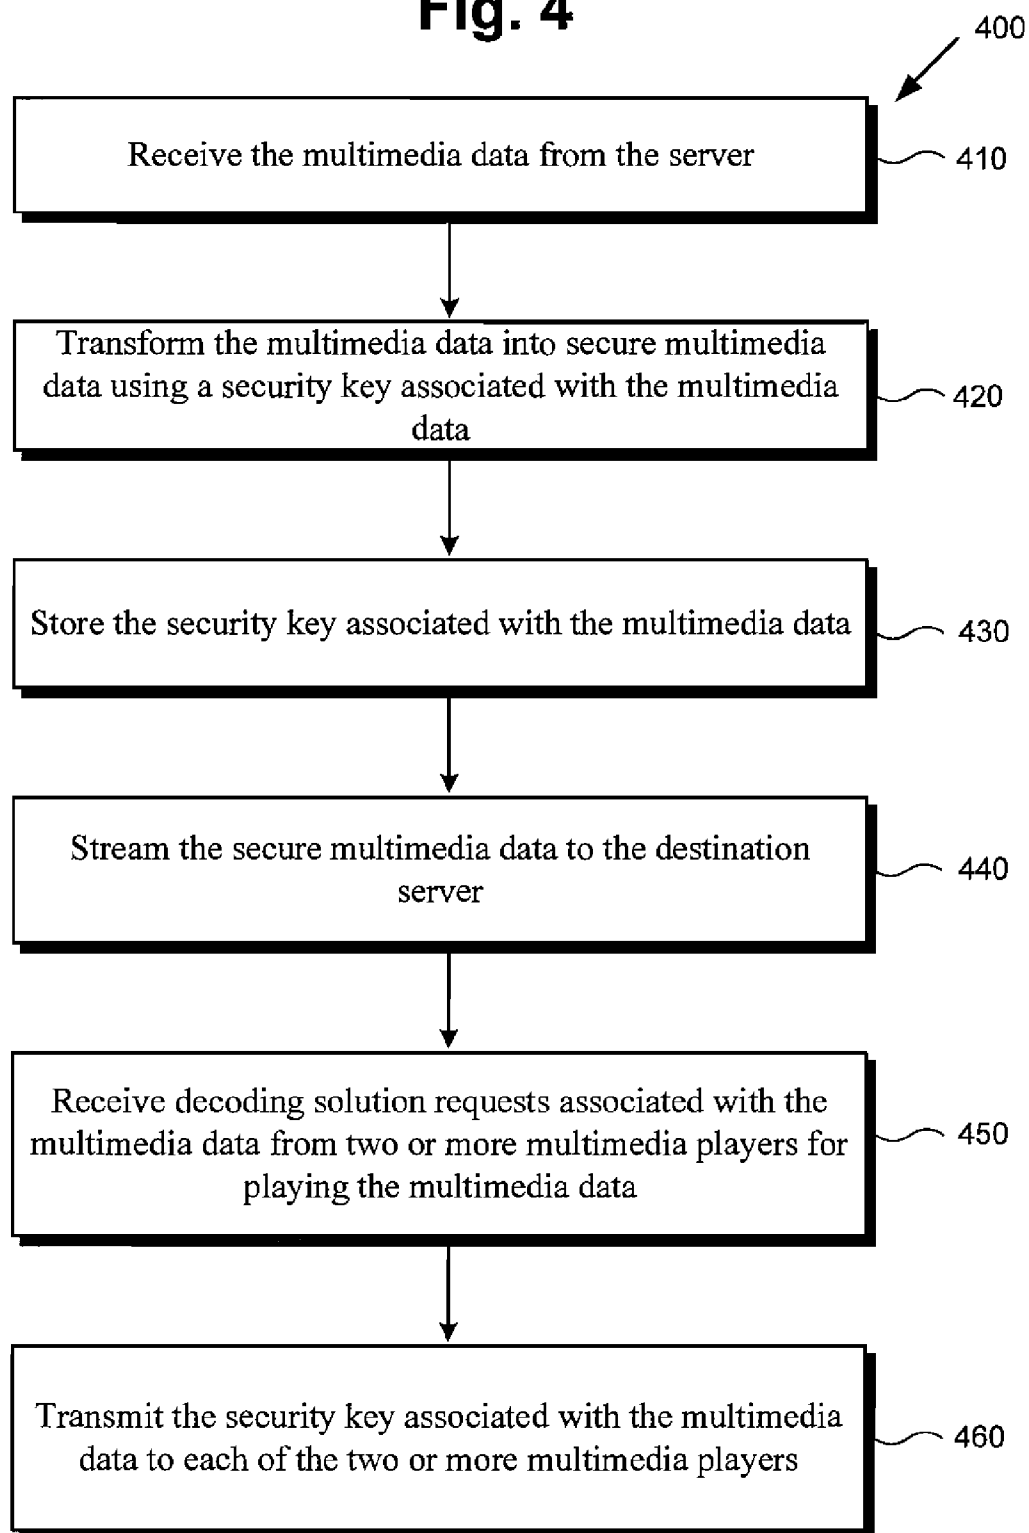 Fig. 4
400
Receive the multimedia data from the server
410
Transform the multimedia data into secure multimedia
data using a security key associated with the multimedia
data
420
Store the security key associated with the multimedia data
430
Stream the secure multimedia data to the destination
server
440
Receive decoding solution requests associated with the
multimedia data from two or more multimedia players for
playing the multimedia data
450
Transmit the security key associated with the multimedia
data to each of the two or more multimedia players
460